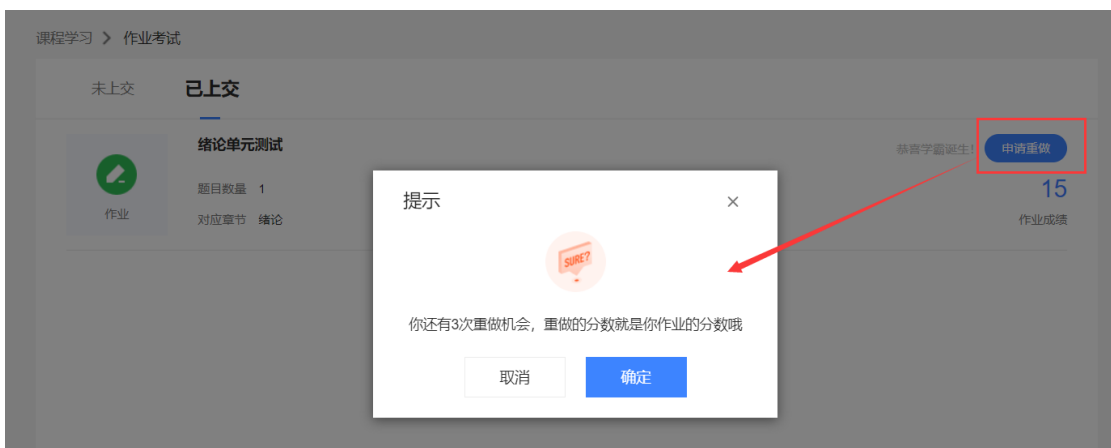 课程学习 > 作业考试
未上交 已上交
绪论单元测试
恭喜学霸诞生! 申请重做
题目数量 1
15
作业
对应章节 绪论
作业成绩
提示 ×
SURE?
你还有3次重做机会，重做的分数就是你作业的分数哦
取消 确定